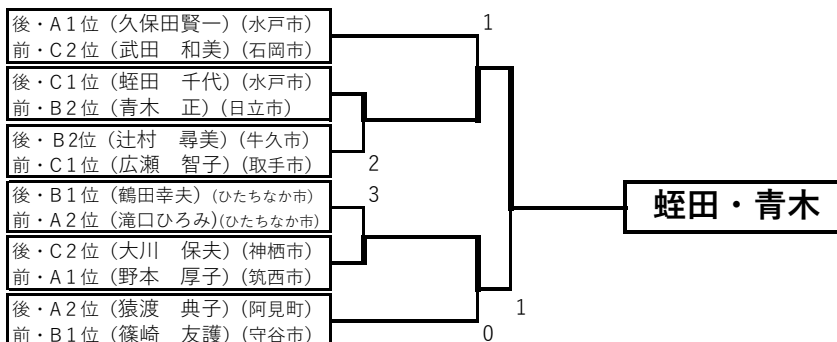 後・A1位（久保田賢一）(水戸市) 1
前・C2位（武田　和美）(石岡市)
後・C1位（蛭田　千代）(水戸市)
前・B2位（青木　正）(日立市)
後・B2位（辻村　尋美）(牛久市)
前・C1位（広瀬　智子）(取手市) 2
後・B1位（鶴田幸夫）(ひたちなか市) 3
前・A2位（滝口ひろみ)(ひたちなか市)
蛭田・青木
後・C2位（大川　保夫）(神栖市)
前・A1位（野本　厚子）(筑西市)
後・A2位（猿渡　典子）(阿見町) 1
前・B1位（篠崎　友護）(守谷市) 0